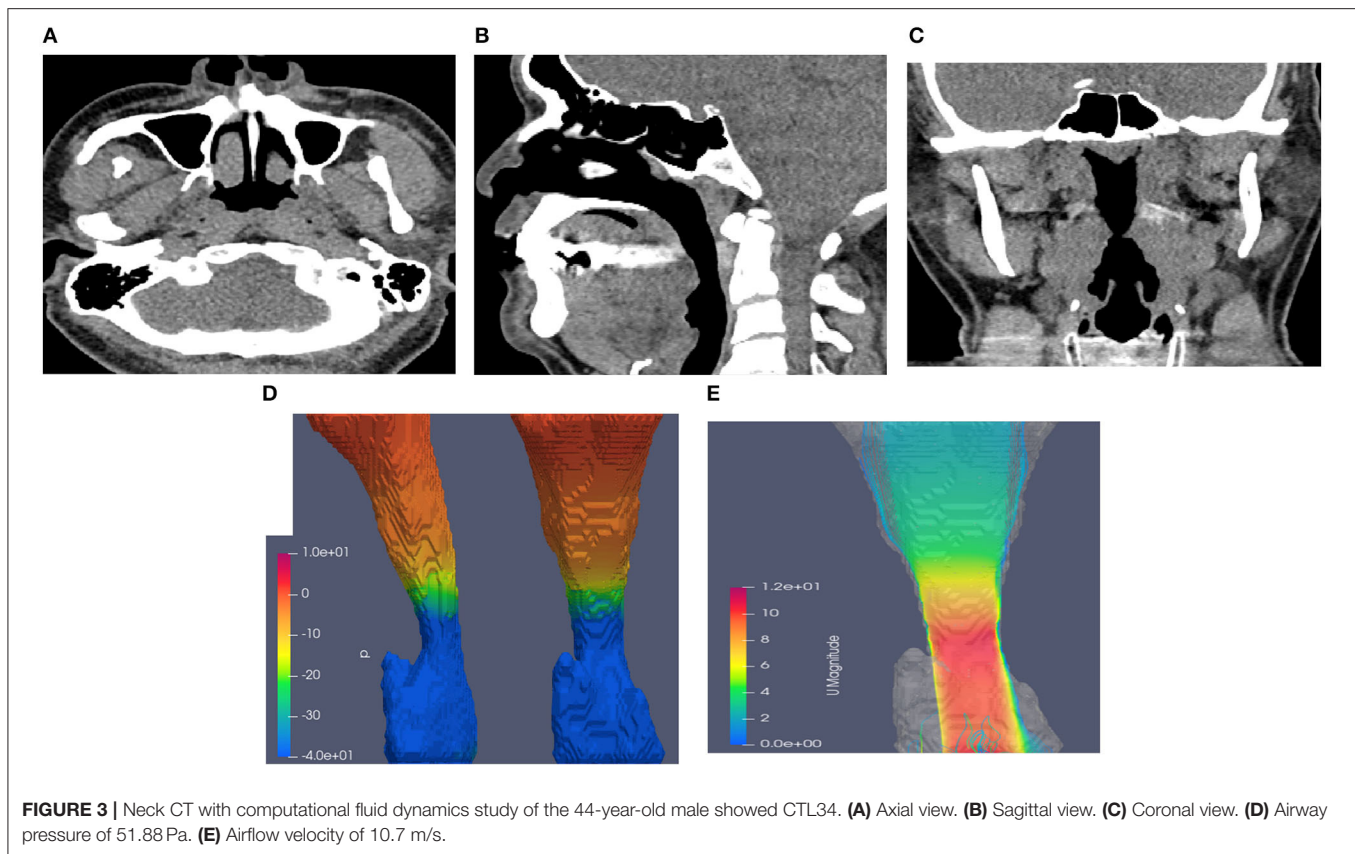 A
B
C
D
E
1.0e+01
0
-10
-20
-30
-4.0e+01
p
1.2e+01
10
8
6
4
2
0.0e+00
U Magnitude
FIGURE 3 | Neck CT with computational fluid dynamics study of the 44-year-old male showed CTL34. (A) Axial view. (B) Sagittal view. (C) Coronal view. (D) Airway
pressure of 51.88 Pa. (E) Airflow velocity of 10.7 m/s.